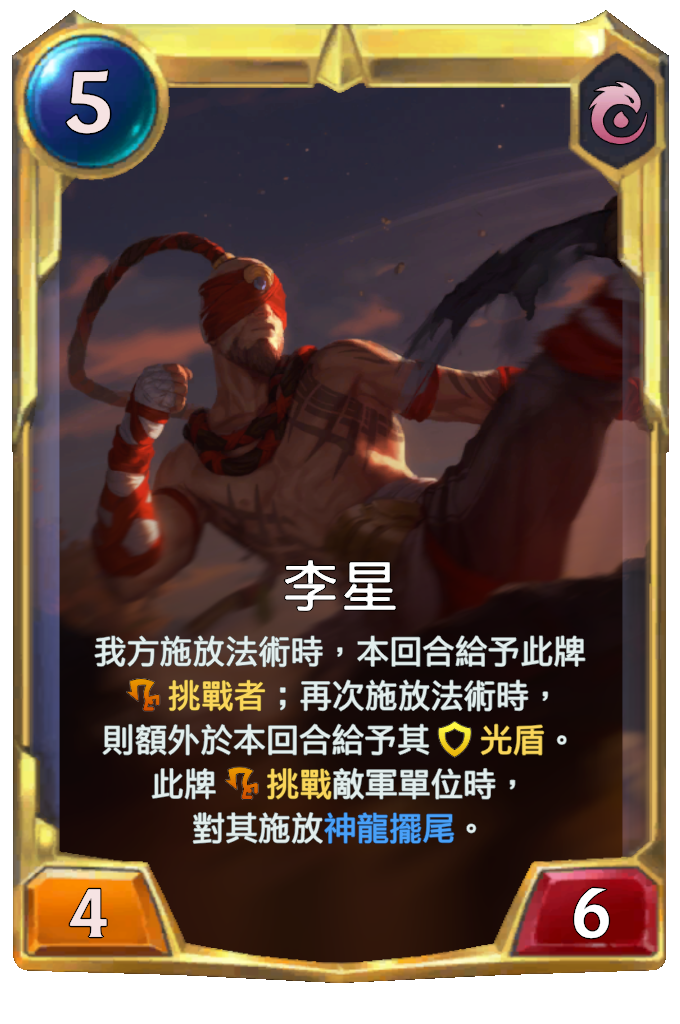 5
李星
我方施放法術時，本回合給予此牌
挑戰者；再次施放法術時，
則額外於本回合給予其 光盾。
此牌 挑戰敵軍單位時，
對其施放神龍擺尾。
4
6